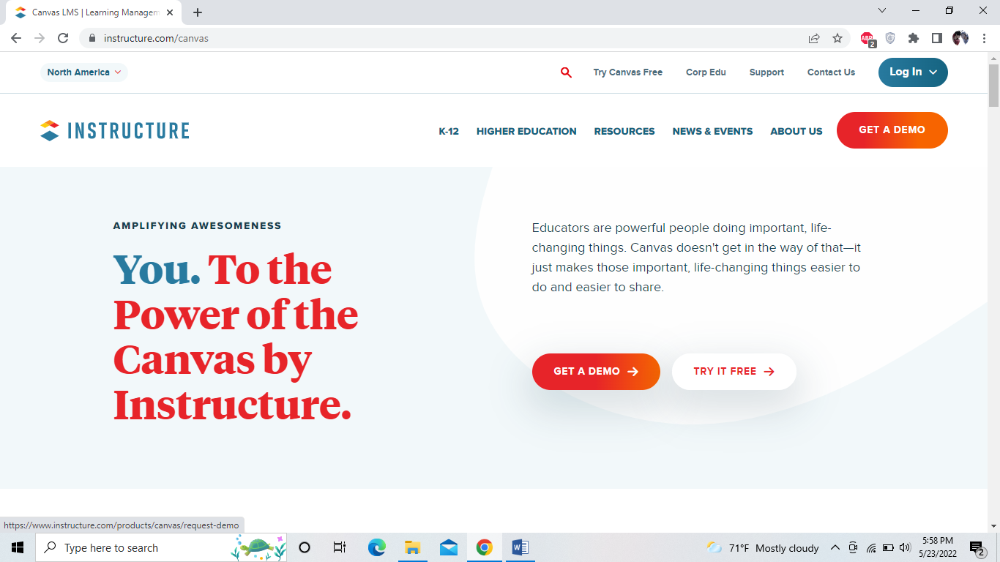 Canvas LMS | Learning Managem
instructure.com/canvas
ABP
2
North America
Try Canvas Free
Corp Edu
Support
Contact Us
Log In
INSTRUCTURE
K-12
HIGHER EDUCATION
RESOURCES
NEWS & EVENTS
ABOUT US
GET A DEMO
AMPLIFYING AWESOMENESS
You. To the
Power of the
Canvas by
Instructure.
Educators are powerful people doing important, life-
changing things. Canvas doesn't get in the way of that—it
just makes those important, life-changing things easier to
do and easier to share.
GET A DEMO
TRY IT FREE
https://www.instructure.com/products/canvas/request-demo
Type here to search
W
71°F Mostly cloudy
5:58 PM
5/23/2022
2